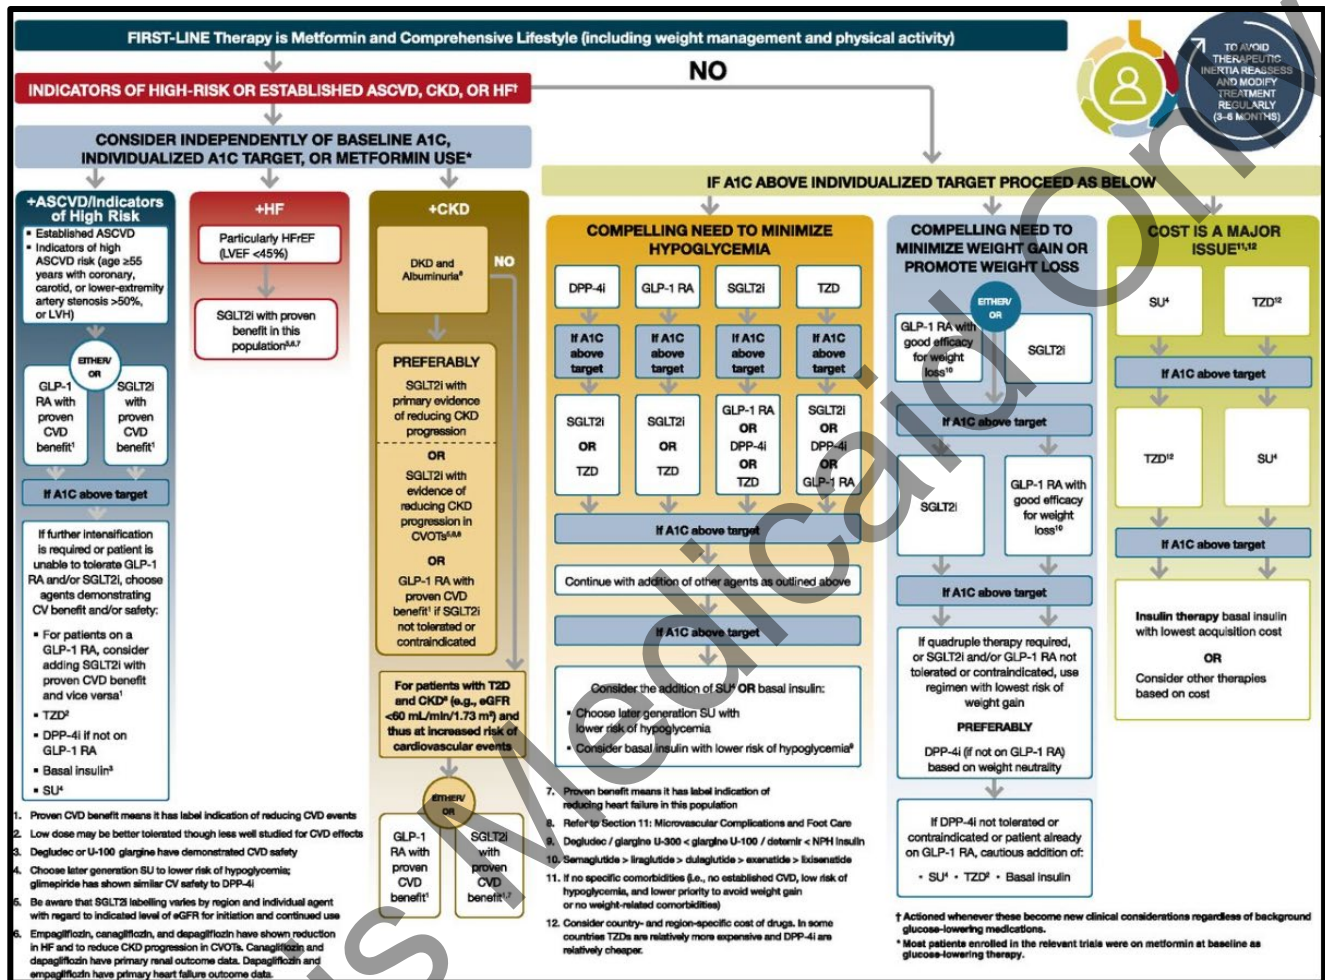 FIRST-LINE Therapy is Metformin and Comprehensive Lifestyle (including weight management and physical activity)
TO AVOID
THERAPEUTIC
INERTIA REASSESS
AND MODIFY
TREATMENT
REGULARLY
(3–6 MONTHS)
NO
INDICATORS OF HIGH-RISK OR ESTABLISHED ASCVD, CKD, OR HF†
CONSIDER INDEPENDENTLY OF BASELINE A1C,
INDIVIDUALIZED A1C TARGET, OR METFORMIN USE*
IF A1C ABOVE INDIVIDUALIZED TARGET PROCEED AS BELOW
+ASCVD/Indicators
of High Risk
▪ Established ASCVD
▪ Indicators of high
ASCVD risk (age ≥55
years with coronary,
carotid, or lower-extremity
artery stenosis >50%,
or LVH)
EITHER/
OR
GLP-1
RA with
proven
CVD
benefit¹
SGLT2i
with
proven
CVD
benefit¹
If A1C above target
If further intensification
is required or patient is
unable to tolerate GLP-1
RA and/or SGLT2i, choose
agents demonstrating
CV benefit and/or safety:
▪ For patients on a
GLP-1 RA, consider
adding SGLT2i with
proven CVD benefit
and vice versa¹
▪ TZD²
▪ DPP-4i if not on
GLP-1 RA
▪ Basal insulin³
▪ SU⁴
+HF
Particularly HFrEF
(LVEF <45%)
SGLT2i with proven
benefit in this
population⁵,⁶,⁷
+CKD
DKD and
Albuminuria⁸
NO
PREFERABLY
SGLT2i with
primary evidence
of reducing CKD
progression
OR
SGLT2i with
evidence of
reducing CKD
progression in
CVOTs⁵,⁶,⁸
OR
GLP-1 RA with
proven CVD
benefit¹ if SGLT2i
not tolerated or
contraindicated
For patients with T2D
and CKD⁸ (e.g., eGFR
<60 mL/min/1.73 m²) and
thus at increased risk of
cardiovascular events
EITHER/
OR
GLP-1
RA with
proven
CVD
benefit¹
SGLT2i
with
proven
CVD
benefit¹,⁷
COMPELLING NEED TO MINIMIZE
HYPOGLYCEMIA
DPP-4i
GLP-1 RA
SGLT2i
TZD
If A1C
above
target
If A1C
above
target
If A1C
above
target
If A1C
above
target
SGLT2i
OR
TZD
SGLT2i
OR
TZD
GLP-1 RA
OR
DPP-4i
OR
TZD
SGLT2i
OR
DPP-4i
OR
GLP-1 RA
If A1C above target
Continue with addition of other agents as outlined above
If A1C above target
Consider the addition of SU⁴ OR basal insulin:
▪ Choose later generation SU with
lower risk of hypoglycemia
▪ Consider basal insulin with lower risk of hypoglycemia⁹
COMPELLING NEED TO
MINIMIZE WEIGHT GAIN OR
PROMOTE WEIGHT LOSS
EITHER/
OR
GLP-1 RA with
good efficacy
for weight
loss¹⁰
SGLT2i
If A1C above target
SGLT2i
GLP-1 RA with
good efficacy
for weight
loss¹⁰
If A1C above target
If quadruple therapy required,
or SGLT2i and/or GLP-1 RA not
tolerated or contraindicated, use
regimen with lowest risk of
weight gain
PREFERABLY
DPP-4i (if not on GLP-1 RA)
based on weight neutrality
If DPP-4i not tolerated or
contraindicated or patient already
on GLP-1 RA, cautious addition of:
• SU⁴ • TZD² • Basal insulin
COST IS A MAJOR
ISSUE¹¹,¹²
SU⁴
TZD¹²
If A1C above target
TZD¹²
SU⁴
If A1C above target
Insulin therapy basal insulin
with lowest acquisition cost
OR
Consider other therapies
based on cost
1. Proven CVD benefit means it has label indication of reducing CVD events
2. Low dose may be better tolerated though less well studied for CVD effects
3. Degludec or U-100 glargine have demonstrated CVD safety
4. Choose later generation SU to lower risk of hypoglycemia;
glimepiride has shown similar CV safety to DPP-4i
5. Be aware that SGLT2i labelling varies by region and individual agent
with regard to indicated level of eGFR for initiation and continued use
6. Empagliflozin, canagliflozin, and dapagliflozin have shown reduction
in HF and to reduce CKD progression in CVOTs. Canagliflozin and
dapagliflozin have primary renal outcome data. Dapagliflozin and
empagliflozin have primary heart failure outcome data.
7. Proven benefit means it has label indication of
reducing heart failure in this population
8. Refer to Section 11: Microvascular Complications and Foot Care
9. Degludec / glargine U-300 < glargine U-100 / detemir < NPH insulin
10. Semaglutide > liraglutide > dulaglutide > exenatide > lixisenatide
11. If no specific comorbidities (i.e., no established CVD, low risk of
hypoglycemia, and lower priority to avoid weight gain
or no weight-related comorbidities)
12. Consider country- and region-specific cost of drugs. In some
countries TZDs are relatively more expensive and DPP-4i are
relatively cheaper.
† Actioned whenever these become new clinical considerations regardless of background
glucose-lowering medications.
* Most patients enrolled in the relevant trials were on metformin at baseline as
glucose-lowering therapy.
Medicaid Only